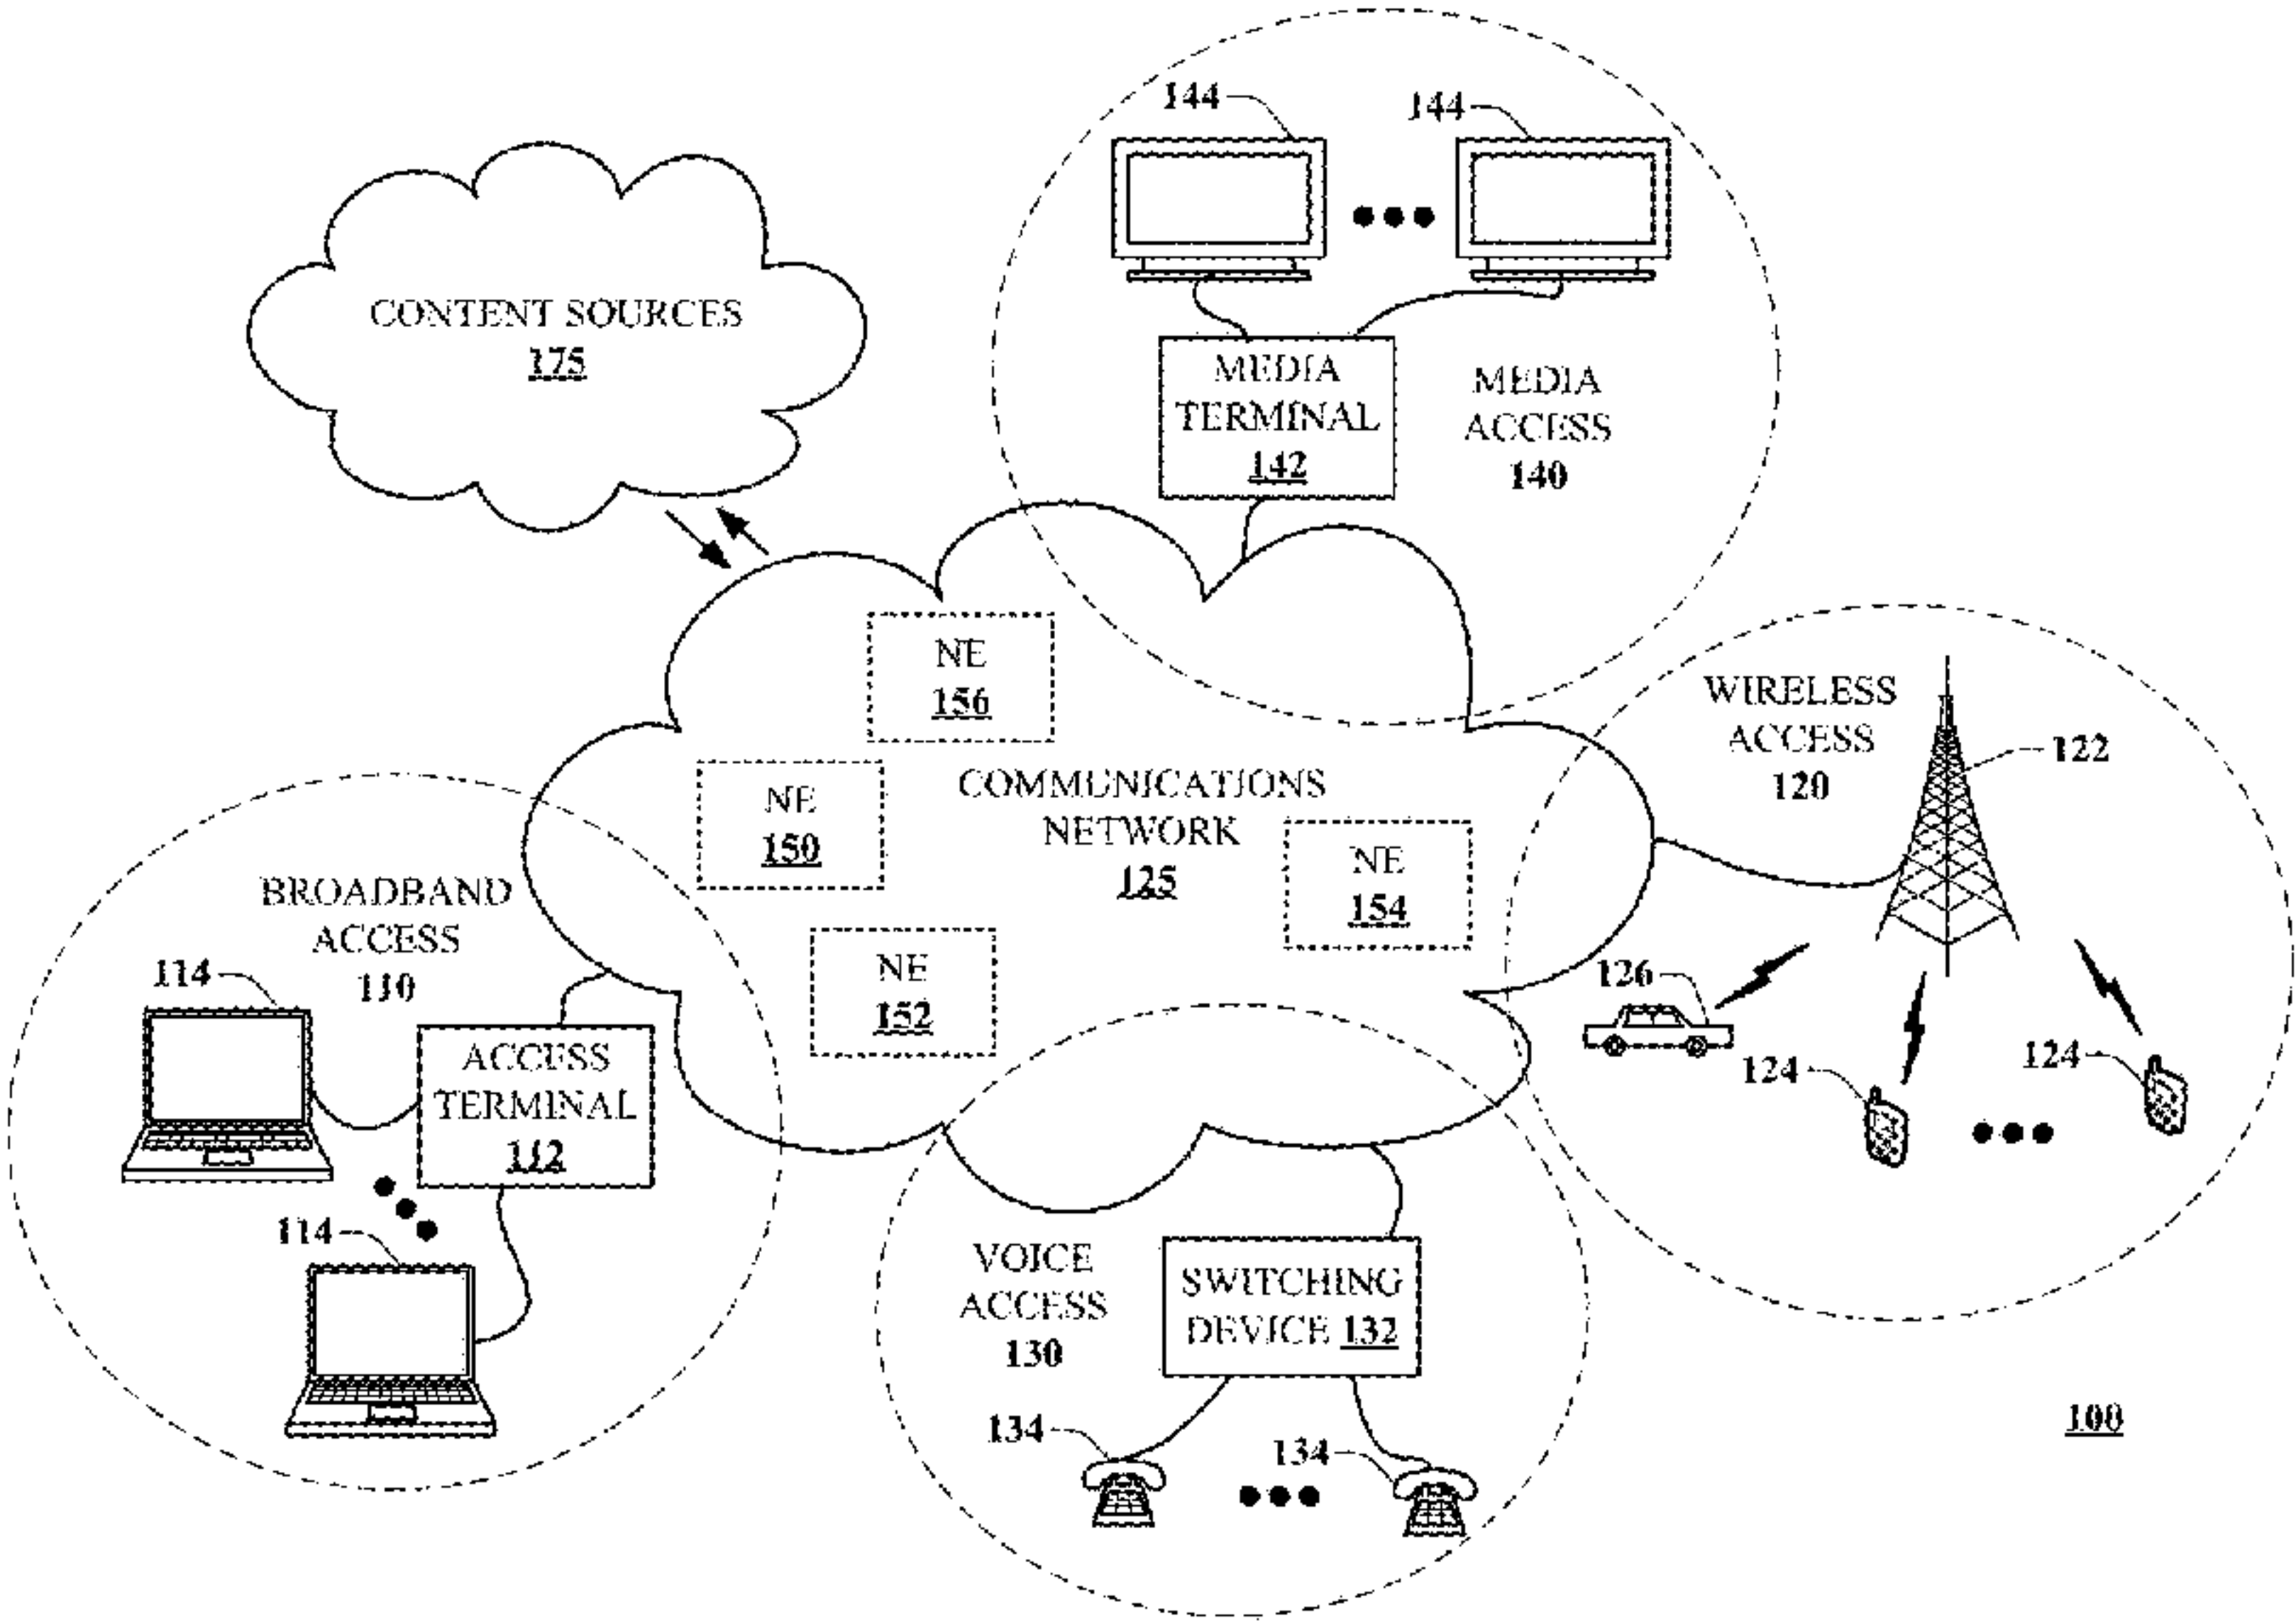 144
144
CONTENT SOURCES
175
MEDIA
TERMINAL
142
MEDIA
ACCESS
140
NE
156
WIRELESS
ACCESS
120
122
NE
150
COMMUNICATIONS
NETWORK
125
NE
154
BROADBAND
ACCESS
110
114
NE
152
126
124
124
ACCESS
TERMINAL
112
114
VOICE
ACCESS
130
SWITCHING
DEVICE 132
134
134
100